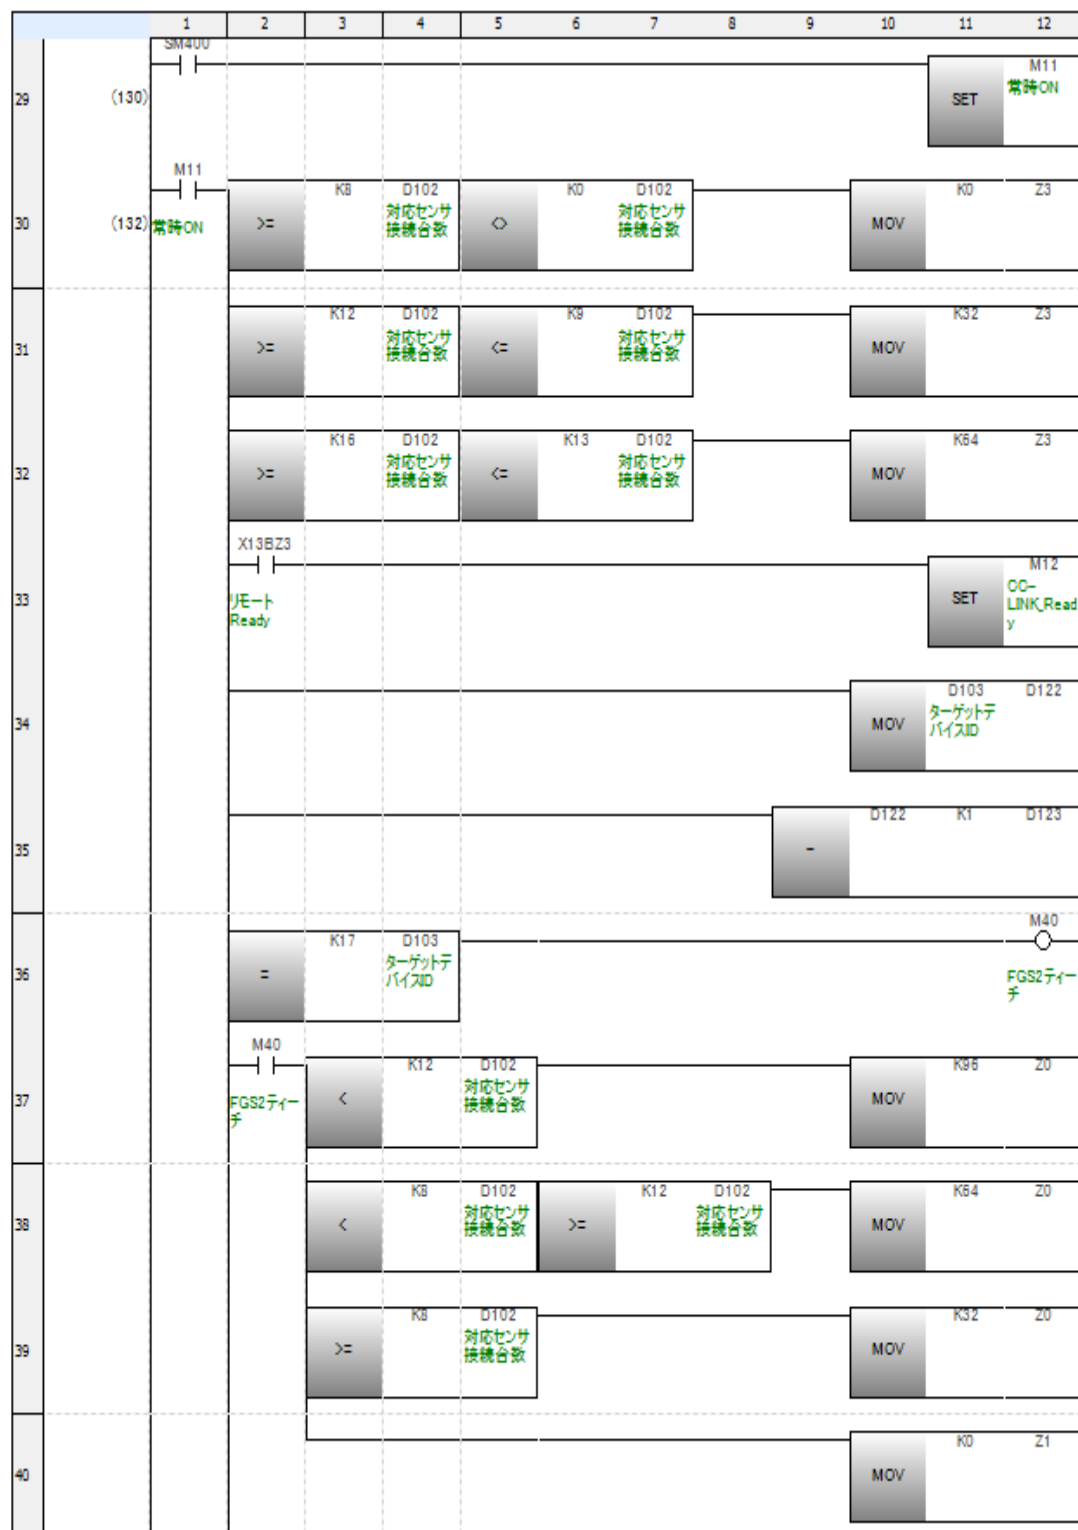 1 2 3 4 5 6 7 8 9 10 11 12
SM400
29 (130) SET M11
常時ON
M11
30 (132) 常時ON >= K8 D102 <> K0 D102 MOV K0 Z3
対応センサ 対応センサ
接続台数 接続台数
31 >= K12 D102 <= K9 D102 MOV K32 Z3
対応センサ 対応センサ
接続台数 接続台数
32 >= K16 D102 <= K13 D102 MOV K64 Z3
対応センサ 対応センサ
接続台数 接続台数
X13BZ3
33 リモート SET M12
Ready CC-
LINK_Read
y
34 MOV D103 D122
ターゲットデ
バイスID
35 - D122 K1 D123
M40
36 = K17 D103
ターゲットデ
バイスID
FGS2ティー
チ
M40
37 FGS2ティー < K12 D102 MOV K96 Z0
チ 対応センサ
接続台数
38 < K8 D102 >= K12 D102 MOV K64 Z0
対応センサ 対応センサ
接続台数 接続台数
39 >= K8 D102 MOV K32 Z0
対応センサ
接続台数
40 MOV K0 Z1